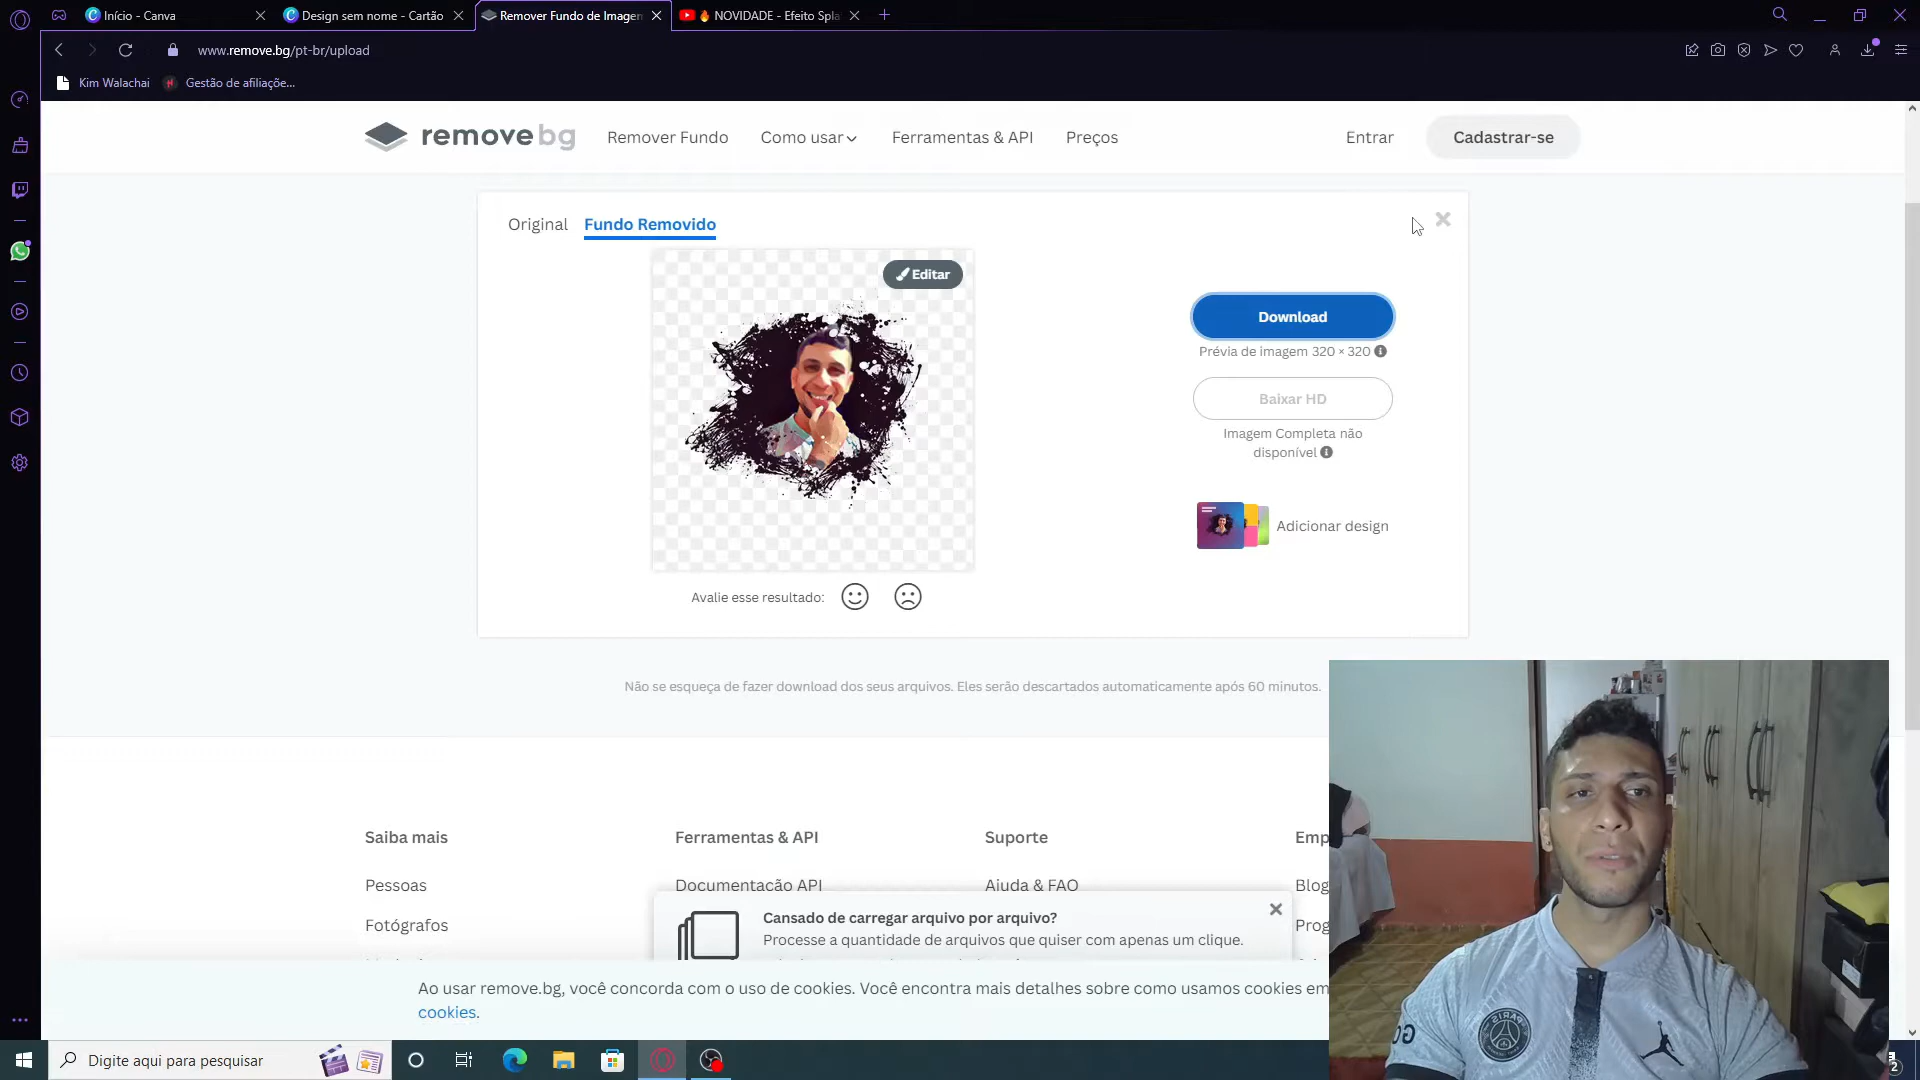 Início - Canva
Design sem nome - Cartão
Remover Fundo de Imagen
🔥 NOVIDADE - Efeito Spla
www.remove.bg/pt-br/upload
Kim Walachai
Gestão de afiliaçõe...
removebg
Remover Fundo
Como usar
Ferramentas & API
Preços
Entrar
Cadastrar-se
Original
Fundo Removido
Editar
Download
Prévia de imagem 320 × 320
Baixar HD
Imagem Completa não
disponível
Adicionar design
Avalie esse resultado:
Não se esqueça de fazer download dos seus arquivos. Eles serão descartados automaticamente após 60 minutos.
Saiba mais
Ferramentas & API
Suporte
Emp
Pessoas
Documentação API
Ajuda & FAQ
Blog
Fotógrafos
Prog
Cansado de carregar arquivo por arquivo?
Processe a quantidade de arquivos que quiser com apenas um clique.
Ao usar remove.bg, você concorda com o uso de cookies. Você encontra mais detalhes sobre como usamos cookies em
cookies.
Digite aqui para pesquisar
PARIS
2